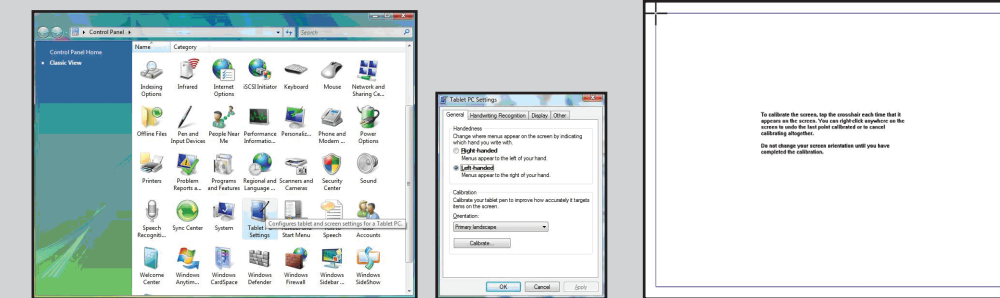 Control Panel
Search
Control Panel Home
Classic View
Name
Category
Indexing
Options
Infrared
Internet
Options
iSCSI Initiator
Keyboard
Mouse
Network and
Sharing Ce...
Offline Files
Pen and
Input Devices
People Near
Me
Performance
Informatio...
Personaliz...
Phone and
Modem ...
Power
Options
Printers
Problem
Reports a...
Programs
and Features
Regional and
Language ...
Scanners and
Cameras
Security
Center
Sound
Speech
Recogniti...
Sync Center
System
Tablet
Settings
Configures tablet and screen settings for a Tablet PC.
Start Menu
Speech
Accounts
Welcome
Center
Windows
Anytim...
Windows
CardSpace
Windows
Defender
Windows
Firewall
Windows
Sidebar ...
Windows
SideShow
Tablet PC Settings
General
Handwriting Recognition
Display
Other
Handedness
Change where menus appear on the screen by indicating
which hand you write with.
Right-handed
Menus appear to the left of your hand.
Left-handed
Menus appear to the right of your hand.
Calibration
Calibrate your tablet pen to improve how accurately it targets
items on the screen.
Orientation:
Primary landscape
Calibrate...
OK
Cancel
Apply
To calibrate the screen, tap the crosshair each time that it
appears on the screen. You can right-click anywhere on the
screen to undo the last point calibrated or to cancel
calibrating altogether.
Do not change your screen orientation until you have
completed the calibration.